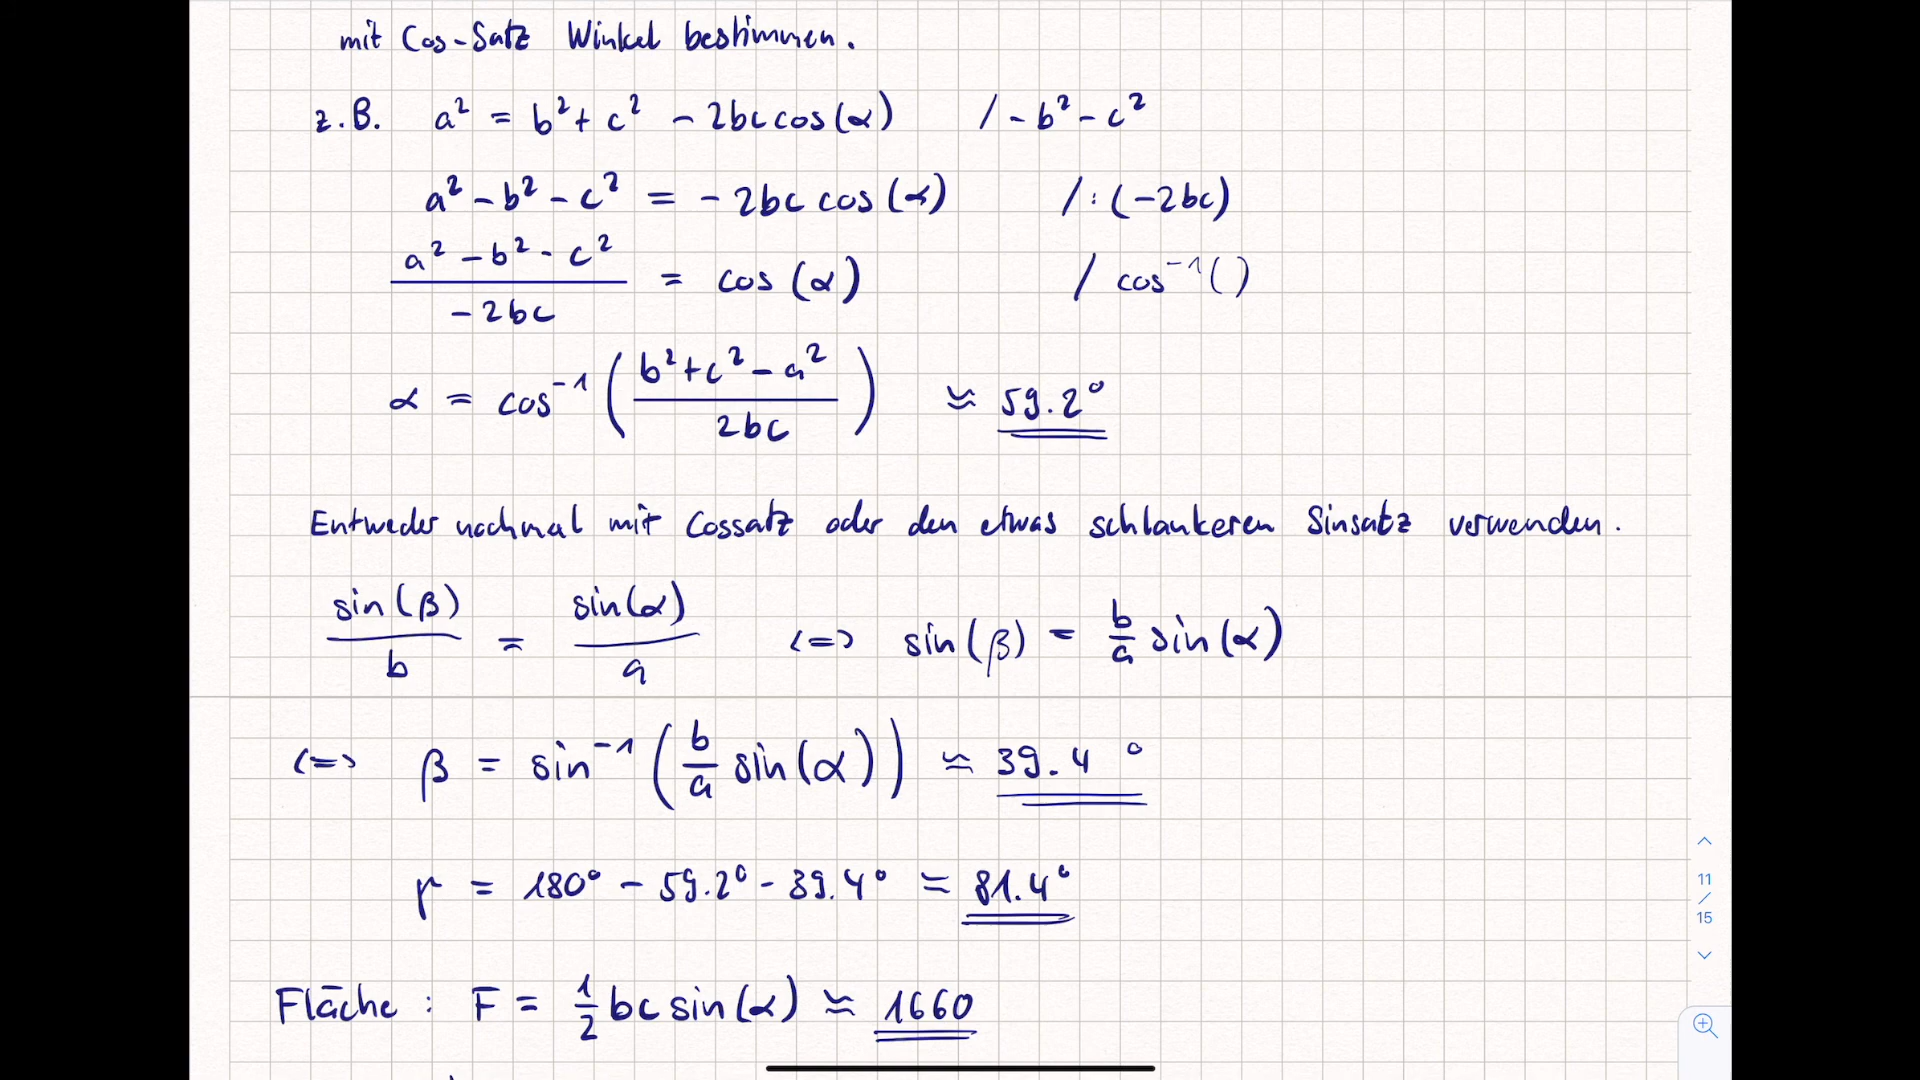 mit Cos-Satz Winkel bestimmen.
z.B. a² = b² + c² - 2bc cos(α) / - b² - c²
a² - b² - c² = - 2bc cos(α) / : (-2bc)
(a² - b² - c²)/(-2bc) = cos(α) / cos⁻¹()
α = cos⁻¹((b² + c² - a²)/(2bc)) ≈ 59.2°
Entweder nochmal mit Cossatz oder den etwas schlankeren Sinsatz verwenden.
sin(β)/b = sin(α)/a <=> sin(β) = b/a sin(α)
<=> β = sin⁻¹(b/a sin(α)) ≈ 39.4°
γ = 180° - 59.2° - 39.4° = 81.4°
Fläche : F = 1/2 bc sin(α) ≈ 1660
11
/
15